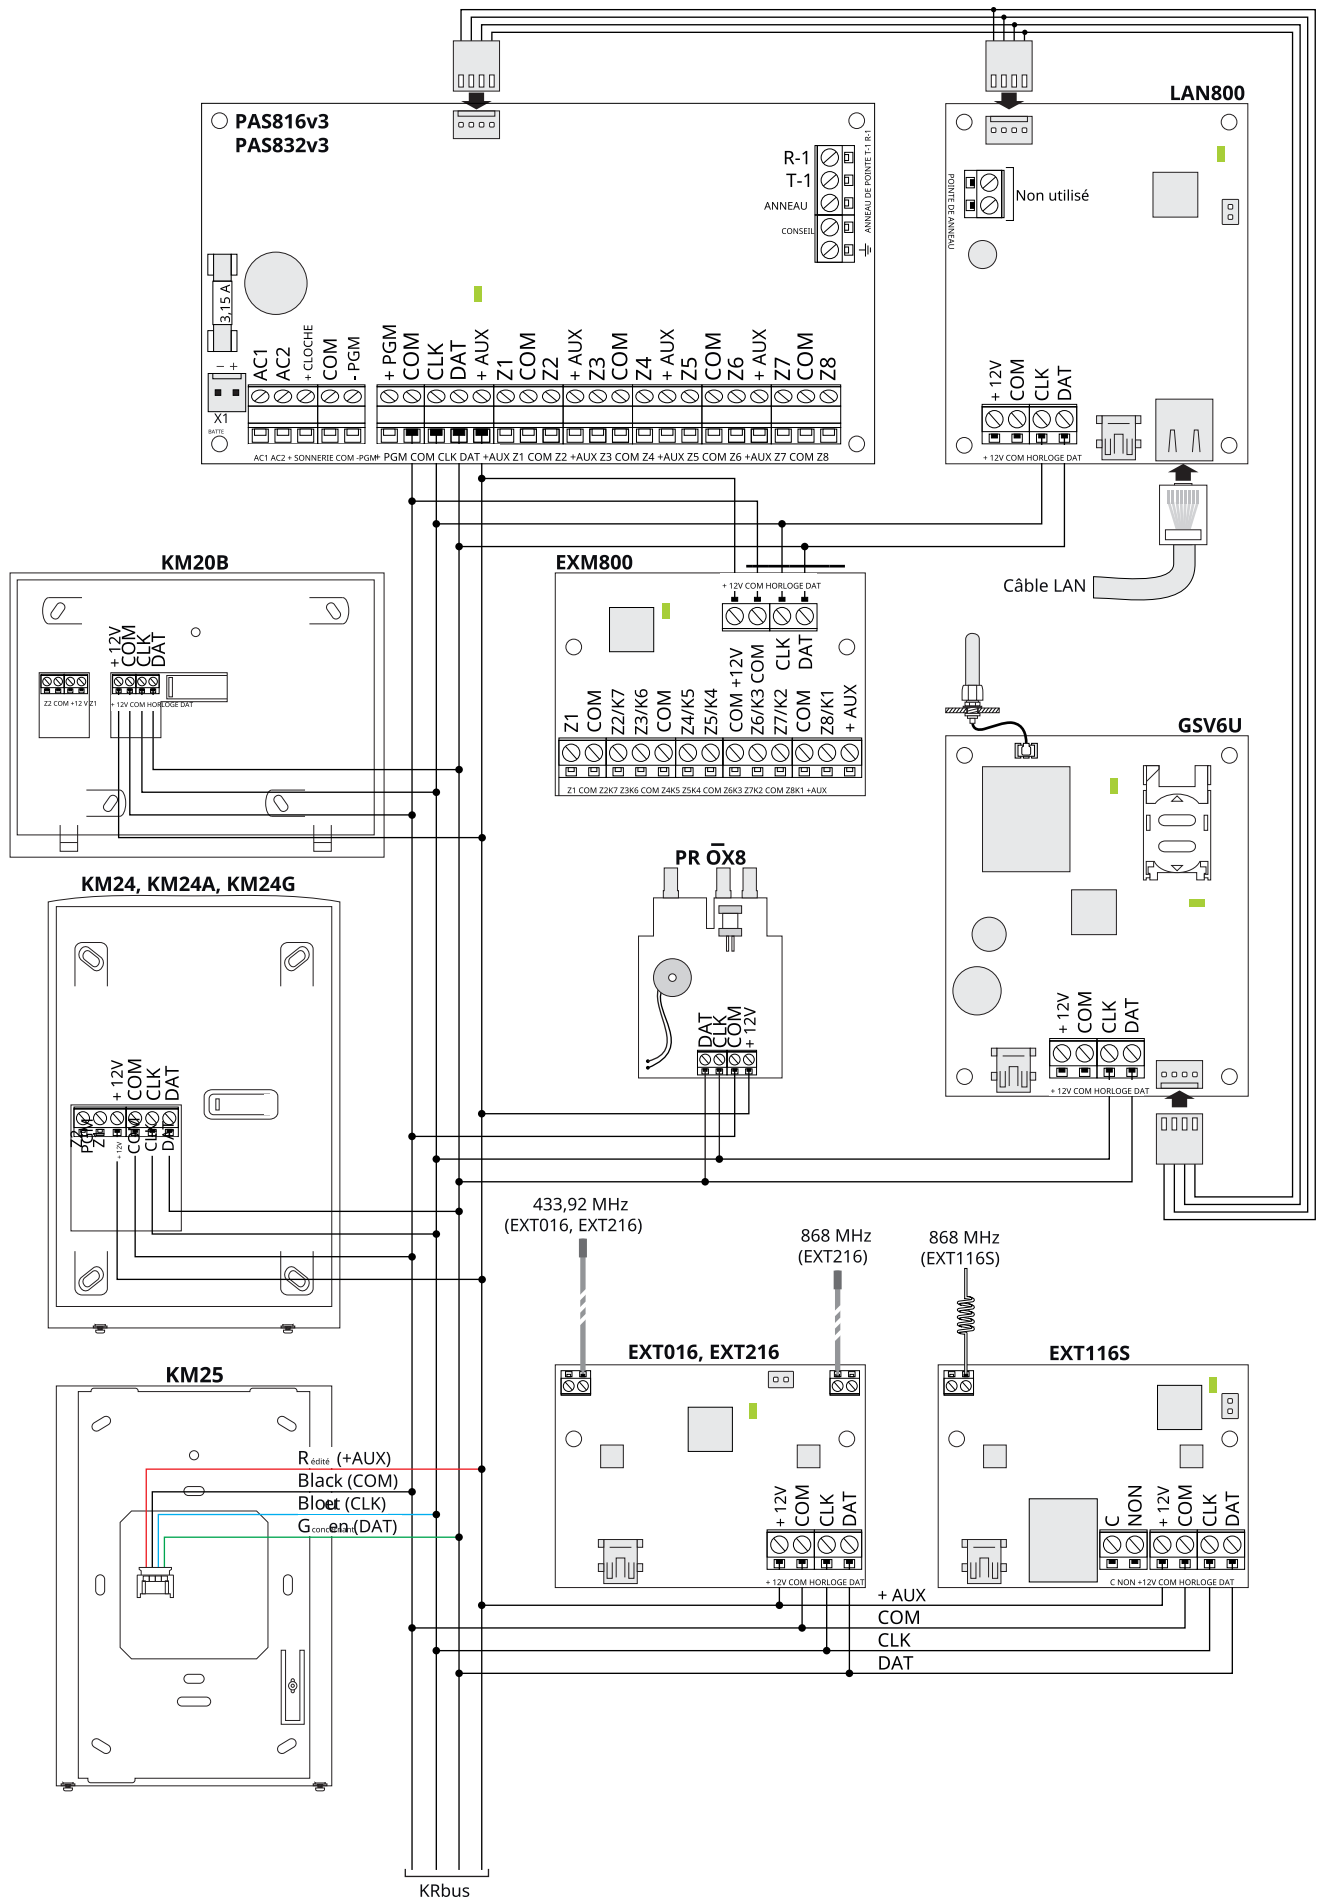 LAN800
PAS816v3
PAS832v3
R-1
T-1
ANNEAU
CONSEIL
ANNEAU DE POINTE T-1 R-1
POINTE DE ANNEAU
Non utilisé
3,15 A
− +
X1
BATTE
AC1
AC2
+ CLOCHE
COM
- PGM
+ PGM
COM
CLK
DAT
+ AUX
Z1
COM
Z2
+ AUX
Z3
COM
Z4
+ AUX
Z5
COM
Z6
+ AUX
Z7
COM
Z8
AC1 AC2 + SONNERIE COM -PGM
+ PGM COM CLK DAT +AUX Z1 COM Z2 +AUX Z3 COM Z4 +AUX Z5 COM Z6 +AUX Z7 COM Z8
+ 12V
COM
CLK
DAT
+ 12V COM HORLOGE DAT
Câble LAN
KM20B
+ 12V
COM
CLK
DAT
Z2 COM +12 V Z1
+ 12V COM HORLOGE DAT
EXM800
+ 12V COM HORLOGE DAT
COM +12V
Z6/K3 COM
CLK
DAT
Z1
COM
Z2/K7
Z3/K6
COM
Z4/K5
Z5/K4
Z7/K2
COM
Z8/K1
+ AUX
Z1 COM Z2K7 Z3K6 COM Z4K5 Z5K4 COM Z6K3 Z7K2 COM Z8K1 +AUX
GSV6U
+ 12V
COM
CLK
DAT
+ 12V COM HORLOGE DAT
PR OX8
DAT
CLK
COM
+ 12V
KM24, KM24A, KM24G
+ 12V
COM
CLK
DAT
Z2
PGM
Z1
+ 12V
COM
CLK
DAT
433,92 MHz
(EXT016, EXT216)
868 MHz
(EXT216)
868 MHz
(EXT116S)
KM25
R édité (+AUX)
Black (COM)
(CLK)
en (DAT)
EXT016, EXT216
+ 12V
COM
CLK
DAT
+ 12V COM HORLOGE DAT
EXT116S
C
NON
+ 12V
COM
CLK
DAT
C NON +12V COM HORLOGE DAT
+ AUX
COM
CLK
DAT
KRbus